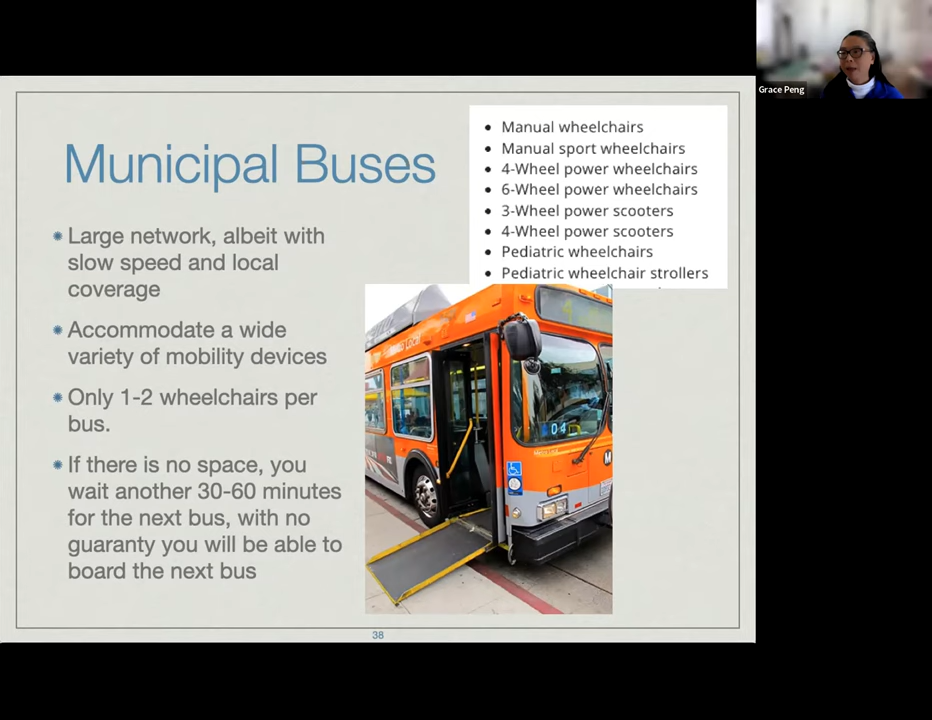 Grace Peng
Municipal Buses
Large network, albeit with
slow speed and local
coverage
Accommodate a wide
variety of mobility devices
Only 1-2 wheelchairs per
bus.
If there is no space, you
wait another 30-60 minutes
for the next bus, with no
guaranty you will be able to
board the next bus
• Manual wheelchairs
• Manual sport wheelchairs
• 4-Wheel power wheelchairs
• 6-Wheel power wheelchairs
• 3-Wheel power scooters
• 4-Wheel power scooters
• Pediatric wheelchairs
• Pediatric wheelchair strollers
Local
04
M
38